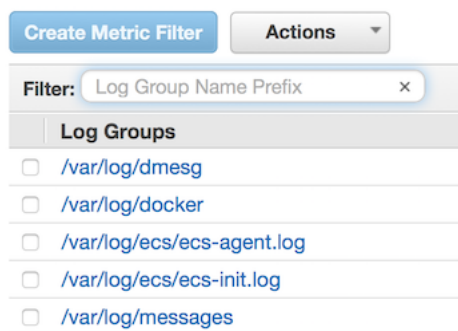 Create Metric Filter Actions
Filter: Log Group Name Prefix ×
Log Groups
/var/log/dmesg
/var/log/docker
/var/log/ecs/ecs-agent.log
/var/log/ecs/ecs-init.log
/var/log/messages